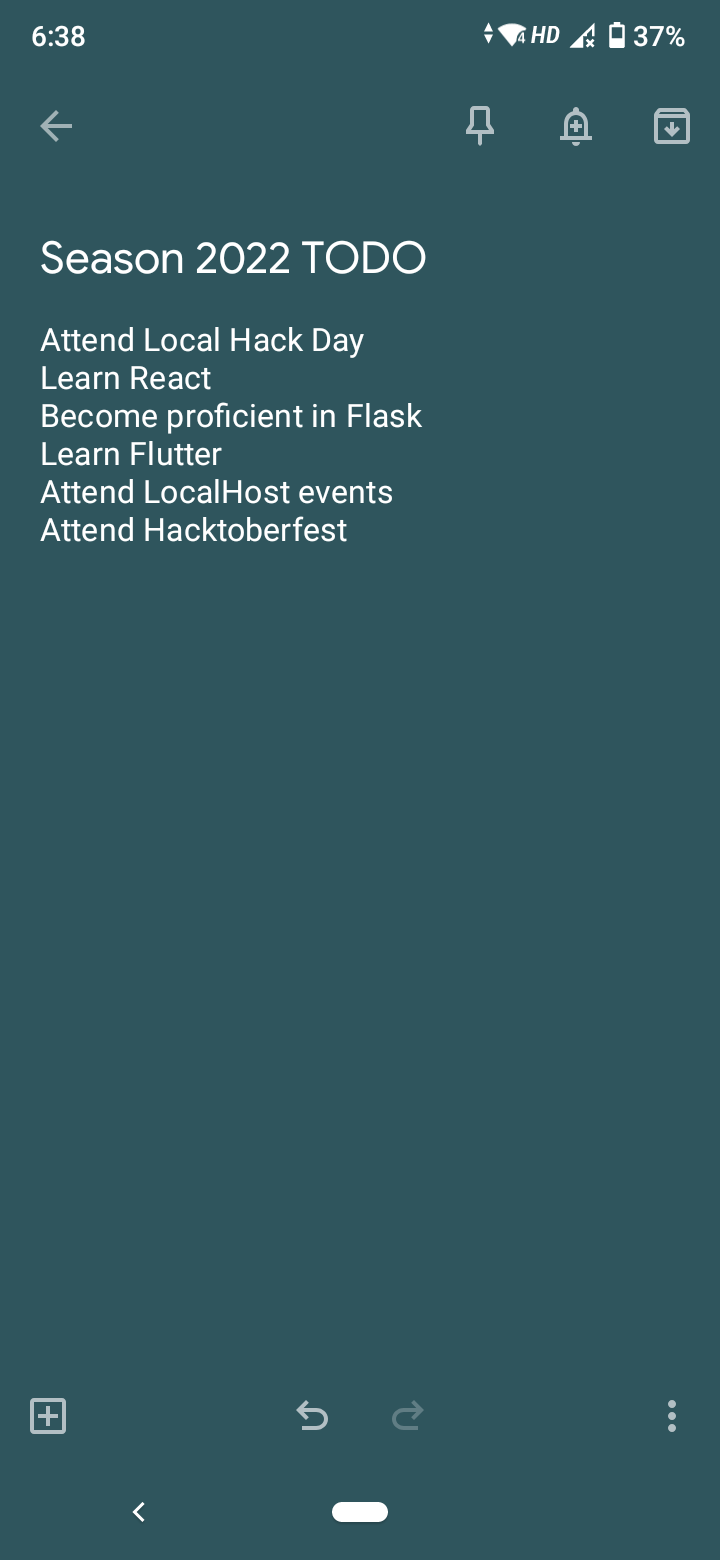 6:38
4 HD 37%
Season 2022 TODO
Attend Local Hack Day
Learn React
Become proficient in Flask
Learn Flutter
Attend LocalHost events
Attend Hacktoberfest